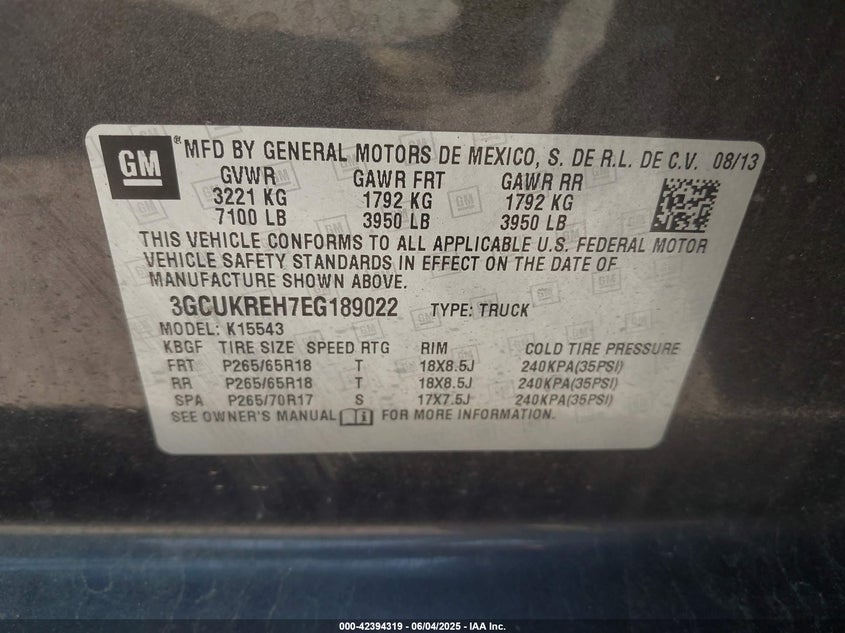 GM ® MFD BY GENERAL MOTORS DE MEXICO, S. DE R.L. DE C.V. 08/13
GVWR GAWR FRT GAWR RR
3221 KG 1792 KG 1792 KG
7100 LB 3950 LB 3950 LB
THIS VEHICLE CONFORMS TO ALL APPLICABLE U.S. FEDERAL MOTOR
VEHICLE SAFETY STANDARDS IN EFFECT ON THE DATE OF
MANUFACTURE SHOWN ABOVE.
3GCUKREH7EG189022 TYPE: TRUCK
MODEL: K15543
KBGF TIRE SIZE SPEED RTG RIM COLD TIRE PRESSURE
FRT P265/65R18 T 18X8.5J 240KPA(35PSI)
RR P265/65R18 T 18X8.5J 240KPA(35PSI)
SPA P265/70R17 S 17X7.5J 240KPA(35PSI)
SEE OWNER'S MANUAL FOR MORE INFORMATION.
000-42394319 - 06/04/2025 - IAA Inc.